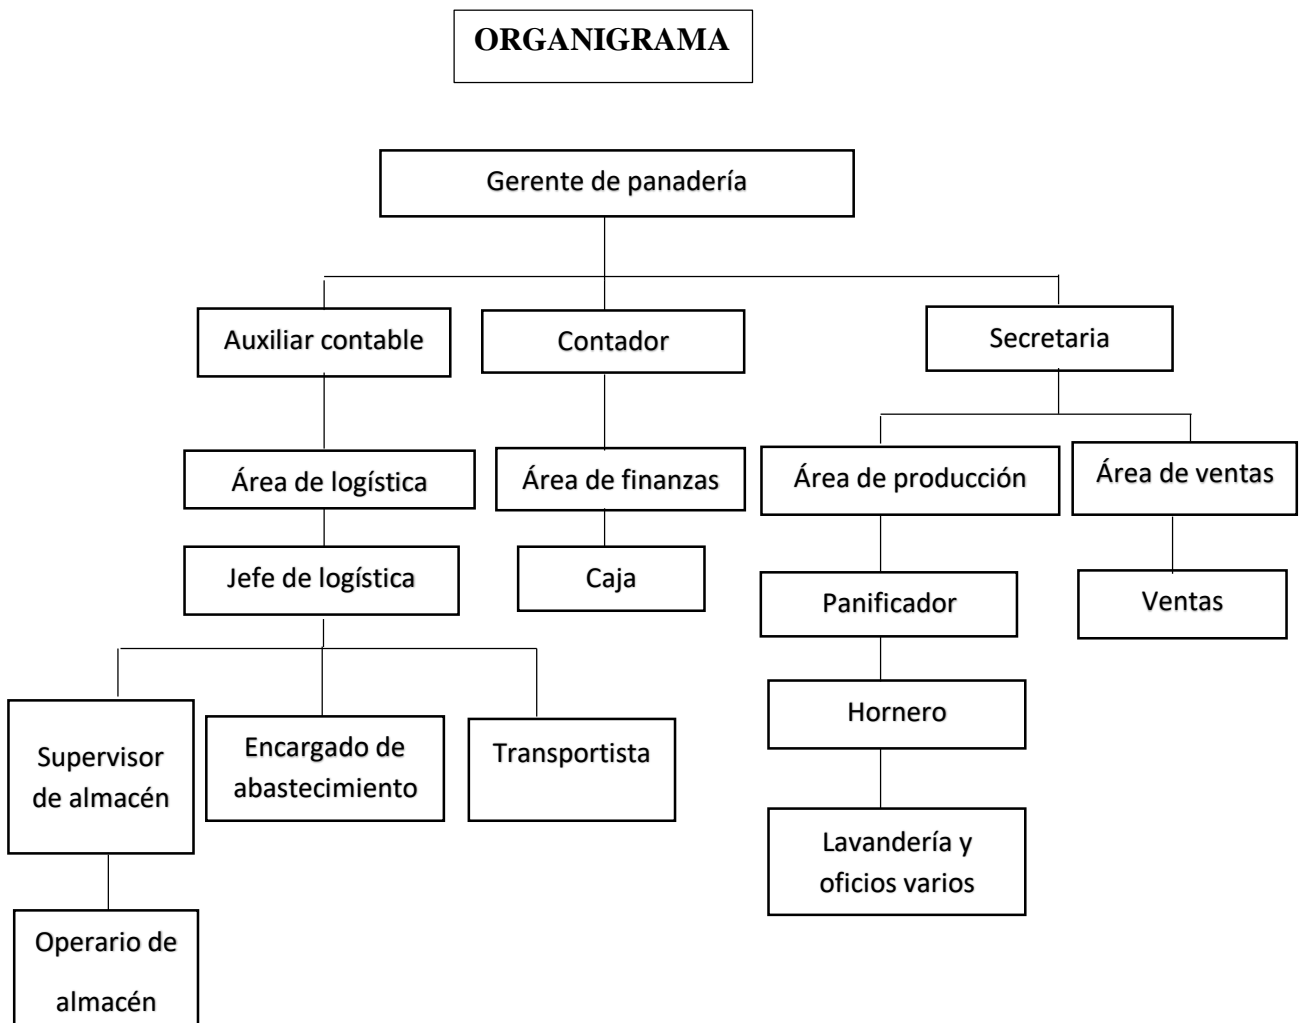 ORGANIGRAMA
Gerente de panadería
Auxiliar contable
Contador
Secretaria
Área de logística
Área de finanzas
Área de producción
Área de ventas
Jefe de logística
Caja
Panificador
Ventas
Hornero
Supervisor
de almacén
Encargado de
abastecimiento
Transportista
Lavandería y
oficios varios
Operario de
almacén